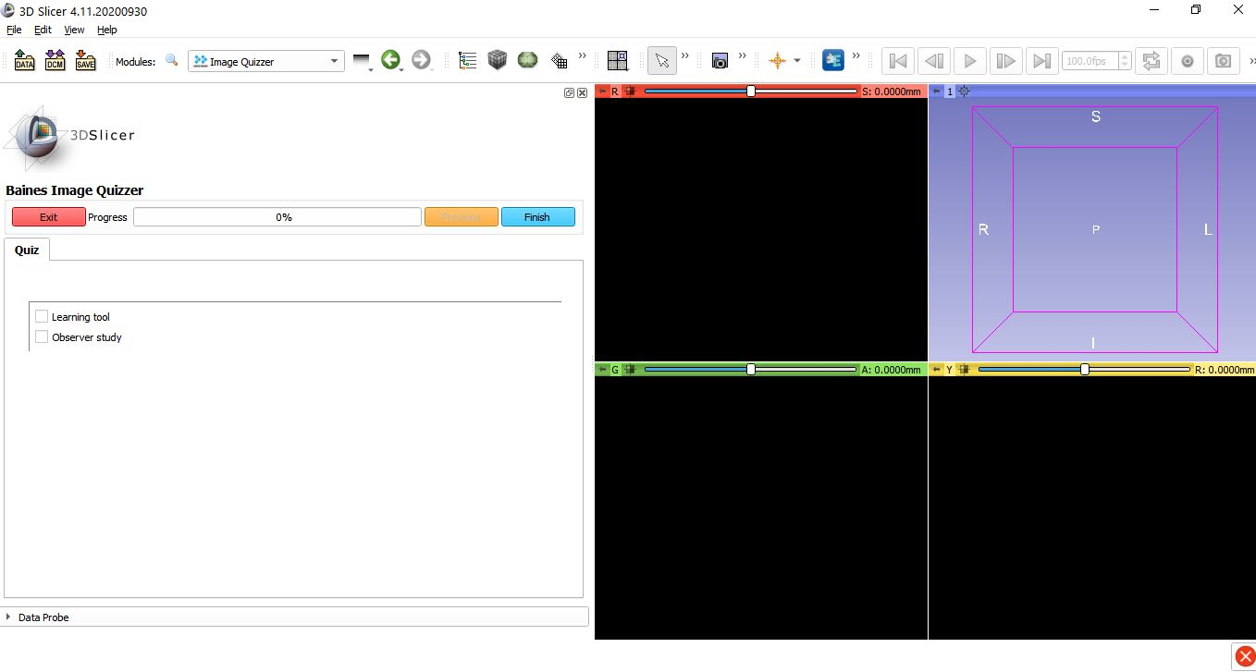 3D Slicer 4.11.20200930
File Edit View Help
DATA DCM SAVE Modules: Image Quizzer 100.0fps
R S: 0.0000mm 1
3DSlicer
S
R P L
I
Baines Image Quizzer
Exit Progress 0% Previous Finish
Quiz
Learning tool
Observer study
G A: 0.0000mm Y R: 0.0000mm
Data Probe